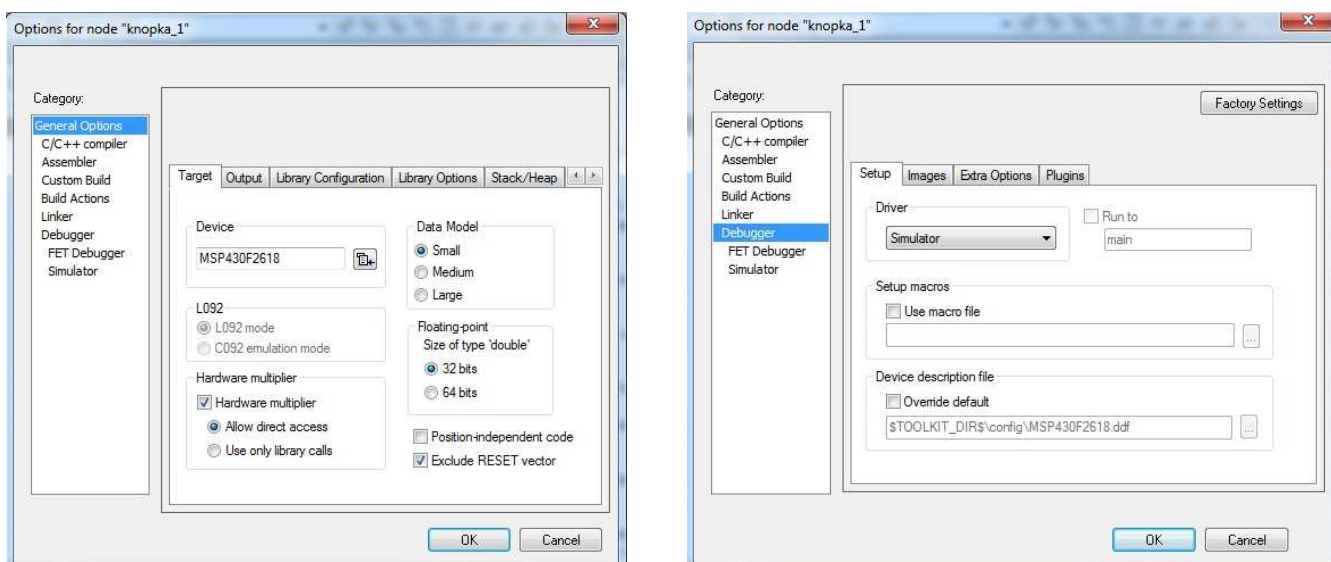 Options for node "knopka_1"
Category:
General Options
C/C++ compiler
Assembler
Custom Build
Build Actions
Linker
Debugger
FET Debugger
Simulator
Target
Output
Library Configuration
Library Options
Stack/Heap
Device
MSP430F2618
L092
L092 mode
C092 emulation mode
Hardware multiplier
Hardware multiplier
Allow direct access
Use only library calls
Data Model
Small
Medium
Large
Floating-point
Size of type 'double'
32 bits
64 bits
Position-independent code
Exclude RESET vector
OK
Cancel
Options for node "knopka_1"
Category:
General Options
C/C++ compiler
Assembler
Custom Build
Build Actions
Linker
Debugger
FET Debugger
Simulator
Factory Settings
Setup
Images
Extra Options
Plugins
Driver
Simulator
Run to
main
Setup macros
Use macro file
...
Device description file
Override default
$TOOLKIT_DIR$\config\MSP430F2618.ddf
...
OK
Cancel